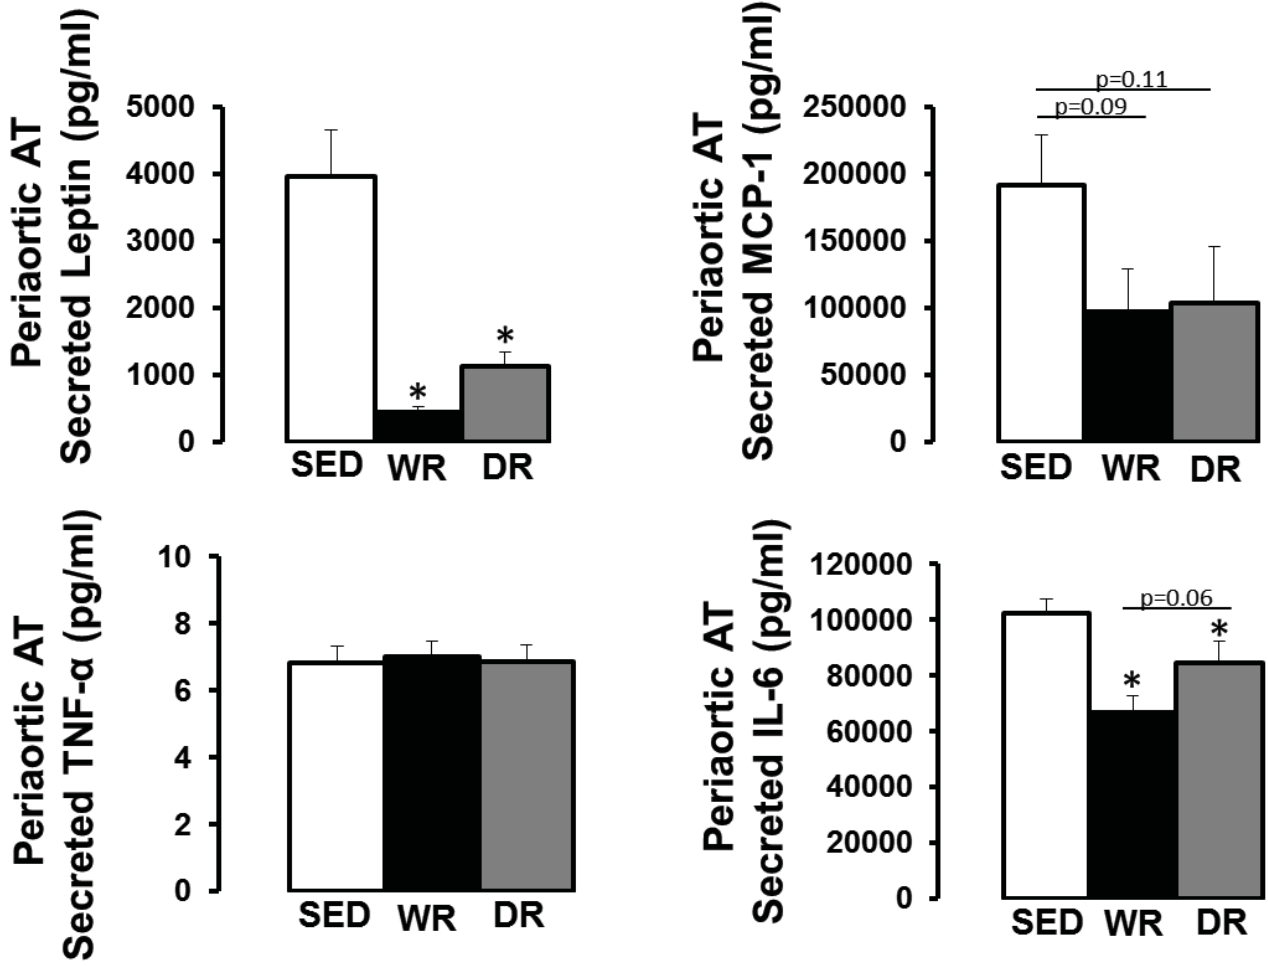 Periaortic AT
Secreted Leptin (pg/ml)
5000
4000
3000
2000
1000
0
*
*
SED
WR
DR
Periaortic AT
Secreted MCP-1 (pg/ml)
250000
200000
150000
100000
50000
0
p=0.11
p=0.09
SED
WR
DR
Periaortic AT
Secreted TNF-α (pg/ml)
10
8
6
4
2
0
SED
WR
DR
Periaortic AT
Secreted IL-6 (pg/ml)
120000
100000
80000
60000
40000
20000
0
p=0.06
*
*
SED
WR
DR